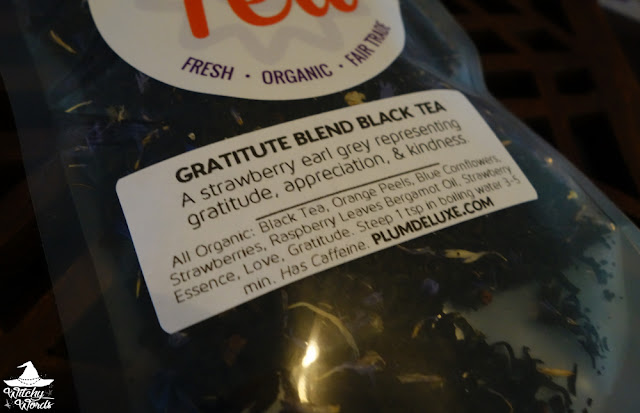 Tea
FRESH · ORGANIC · FAIR TRADE
GRATITUTE BLEND BLACK TEA
A strawberry earl grey representing
gratitude, appreciation, & kindness
All Organic: Black Tea, Orange Peels, Blue Cornflowers,
Strawberries, Raspberry Leaves Bergamot Oil, Strawberry
Essence, Love, Gratitude. Steep 1 tsp in boiling water 3-5
min. Has Caffeine. PLUMDELUXE.COM
Witchy
Words